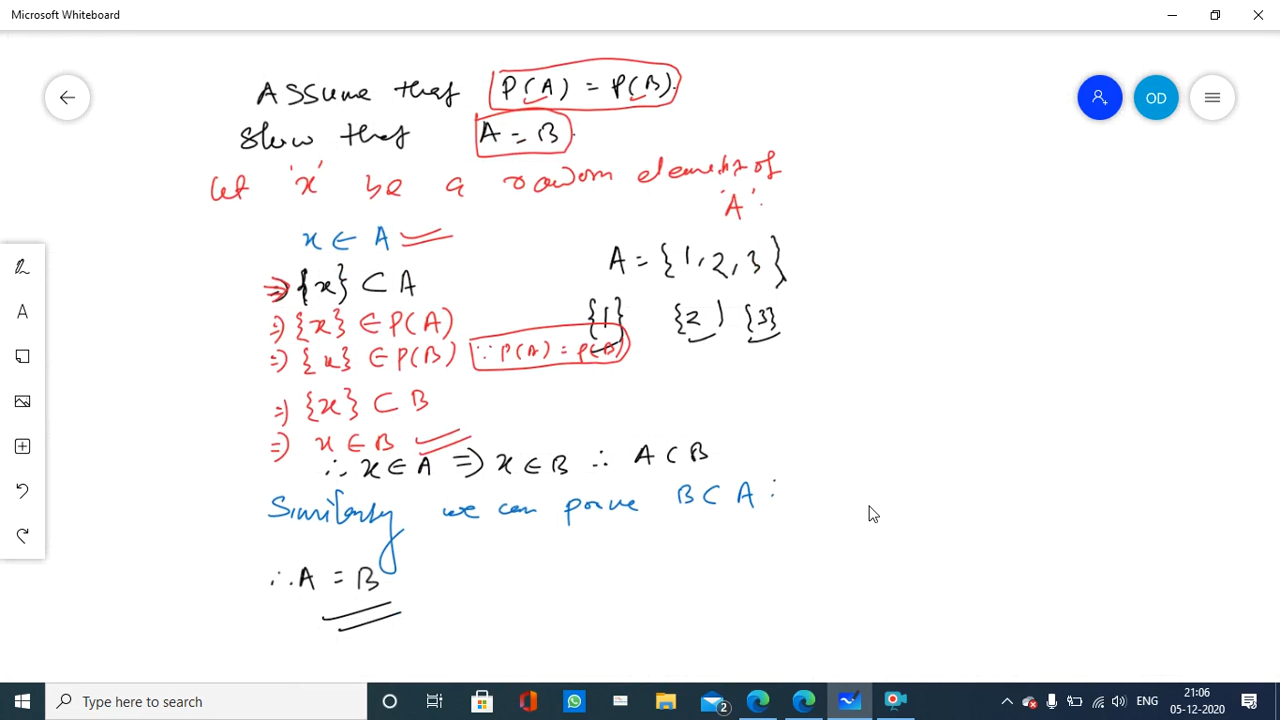 Microsoft Whiteboard
Assume that P(A) = P(B).
Show that A = B
let 'x' be a random element of 'A'.
OD
x ∈ A
A = {1, 2, 3}
⇒ {x} ⊂ A
{1} {2} {3}
⇒ {x} ∈ P(A)
⇒ {x} ∈ P(B) ∵ P(A) = P(B)
⇒ {x} ⊂ B
⇒ x ∈ B
∴ x ∈ A ⇒ x ∈ B ∴ A ⊂ B
Similarly we can prove B ⊂ A :
∴ A = B
Type here to search
2
ENG
21:06
05-12-2020